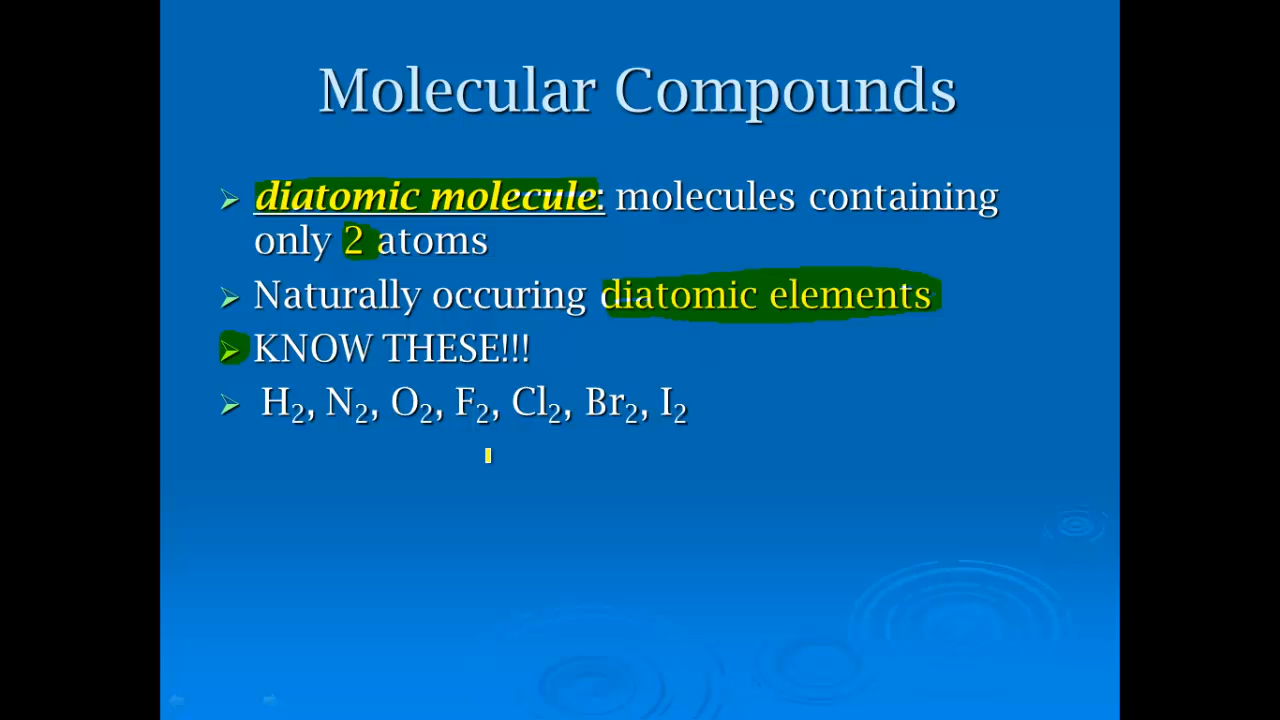 Molecular Compounds
diatomic molecule: molecules containing
only 2 atoms
Naturally occuring diatomic elements
KNOW THESE!!!
H₂, N₂, O₂, F₂, Cl₂, Br₂, I₂